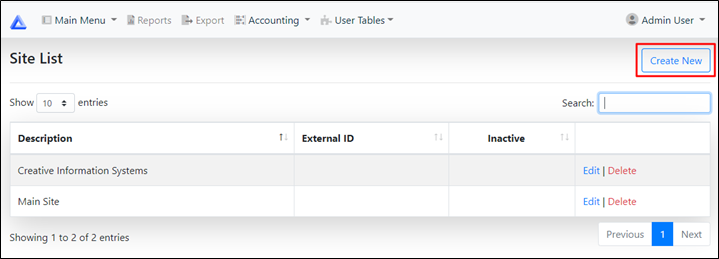 Main Menu Reports Export Accounting User Tables Admin User
Site List Create New
Show 10 entries Search:
Description External ID Inactive
Creative Information Systems Edit | Delete
Main Site Edit | Delete
Showing 1 to 2 of 2 entries Previous 1 Next